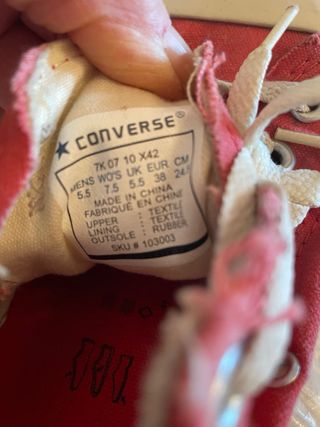 CONVERSE®
7K 07 10 X42
MENS WO'S UK EUR CM
5.5 7.5 5.5 38 24.5
MADE IN CHINA
FABRIQUÉ EN CHINE
UPPER : TEXTILE
LINING : TEXTILE
OUTSOLE : RUBBER
SKU # 103003